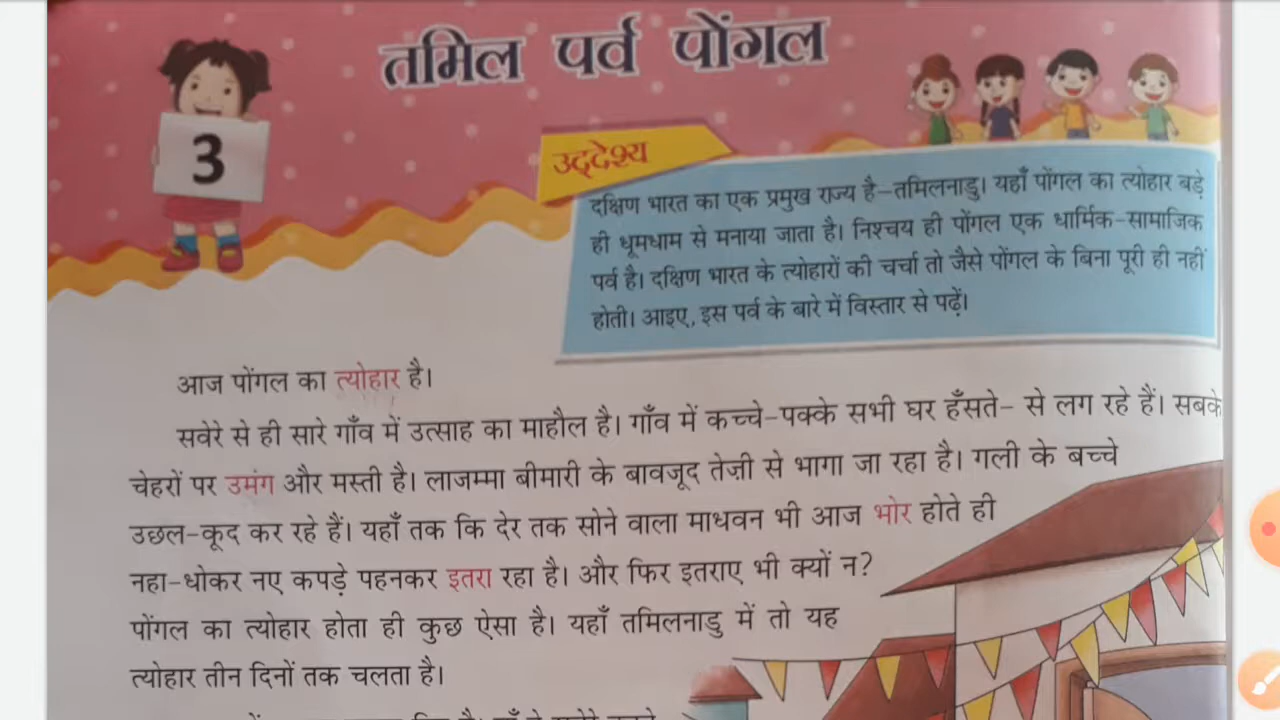 तमिल पर्व पोंगल
3
उद्देश्य
दक्षिण भारत का एक प्रमुख राज्य है–तमिलनाडु। यहाँ पोंगल का त्योहार बड़े
ही धूमधाम से मनाया जाता है। निश्चय ही पोंगल एक धार्मिक-सामाजिक
पर्व है। दक्षिण भारत के त्योहारों की चर्चा तो जैसे पोंगल के बिना पूरी ही नहीं
होती। आइए, इस पर्व के बारे में विस्तार से पढ़ें।
आज पोंगल का त्योहार है।
सवेरे से ही सारे गाँव में उत्साह का माहौल है। गाँव में कच्चे-पक्के सभी घर हँसते- से लग रहे हैं। सबके
चेहरों पर उमंग और मस्ती है। लाजम्मा बीमारी के बावजूद तेज़ी से भागा जा रहा है। गली के बच्चे
उछल-कूद कर रहे हैं। यहाँ तक कि देर तक सोने वाला माधवन भी आज भोर होते ही
नहा-धोकर नए कपड़े पहनकर इतरा रहा है। और फिर इतराए भी क्यों न?
पोंगल का त्योहार होता ही कुछ ऐसा है। यहाँ तमिलनाडु में तो यह
त्योहार तीन दिनों तक चलता है।